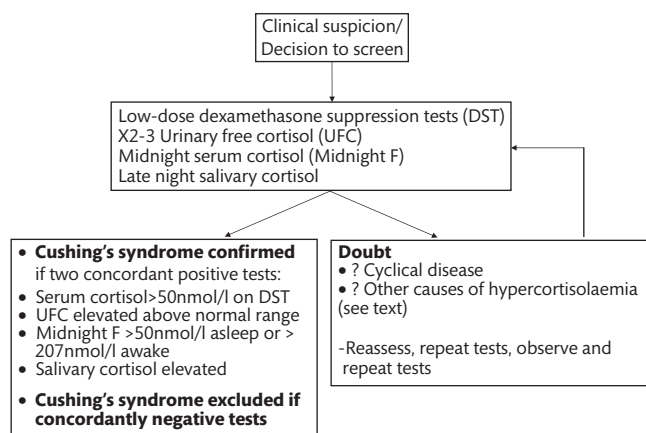 Clinical suspicion/
Decision to screen
Low-dose dexamethasone suppression tests (DST)
X2-3 Urinary free cortisol (UFC)
Midnight serum cortisol (Midnight F)
Late night salivary cortisol
• Cushing's syndrome confirmed
if two concordant positive tests:
• Serum cortisol>50nmol/l on DST
• UFC elevated above normal range
• Midnight F >50nmol/l asleep or >
207nmol/l awake
• Salivary cortisol elevated
• Cushing's syndrome excluded if
concordantly negative tests
Doubt
• ? Cyclical disease
• ? Other causes of hypercortisolaemia
(see text)
-Reassess, repeat tests, observe and
repeat tests